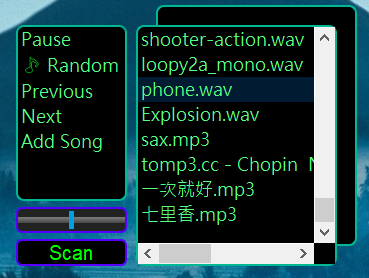 Pause
Random
Previous
Next
Add Song
Scan
shooter-action.wav
loopy2a_mono.wav
phone.wav
Explosion.wav
sax.mp3
tomp3.cc - Chopin
一次就好.mp3
七里香.mp3